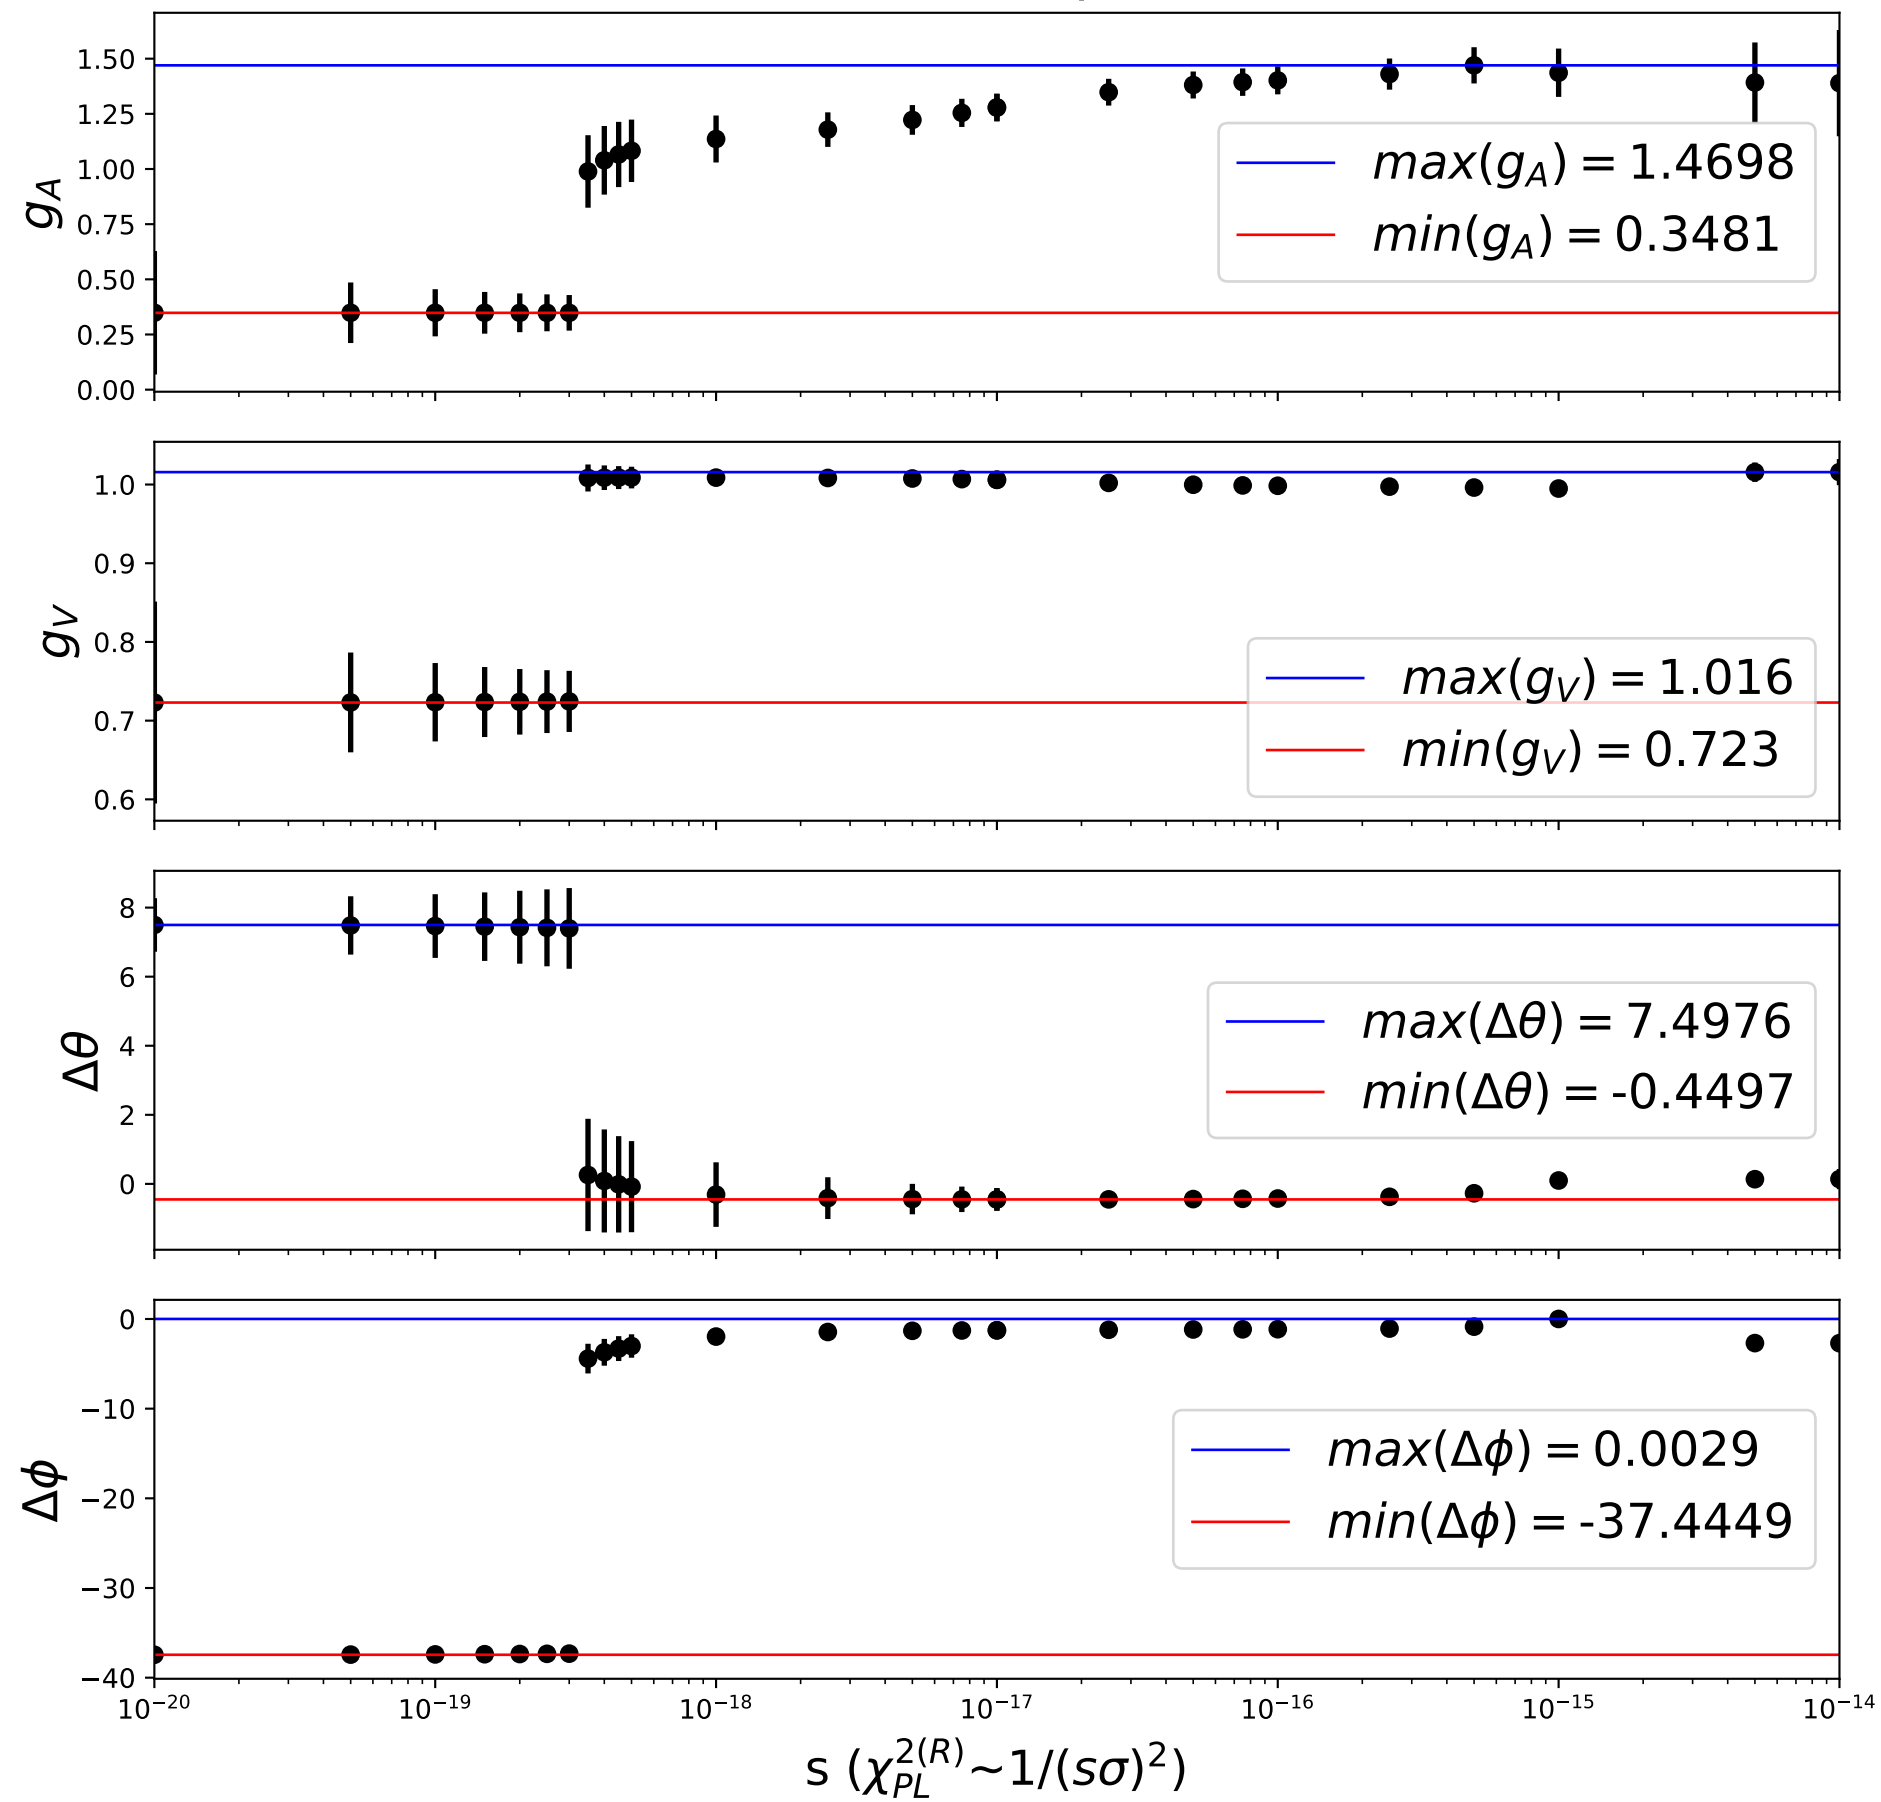 1.50
1.25
1.00
0.75
0.50
0.25
0.00
g_A
max(g_A) = 1.4698
min(g_A) = 0.3481
1.0
0.9
0.8
0.7
0.6
g_V
max(g_V) = 1.016
min(g_V) = 0.723
8
6
4
2
0
Δθ
max(Δθ) = 7.4976
min(Δθ) = -0.4497
0
−10
−20
−30
−40
Δϕ
max(Δϕ) = 0.0029
min(Δϕ) = -37.4449
10^{−20} 10^{−19} 10^{−18} 10^{−17} 10^{−16} 10^{−15} 10^{−14}
s (χ_{PL}^{2(R)}~1/(sσ)^2)